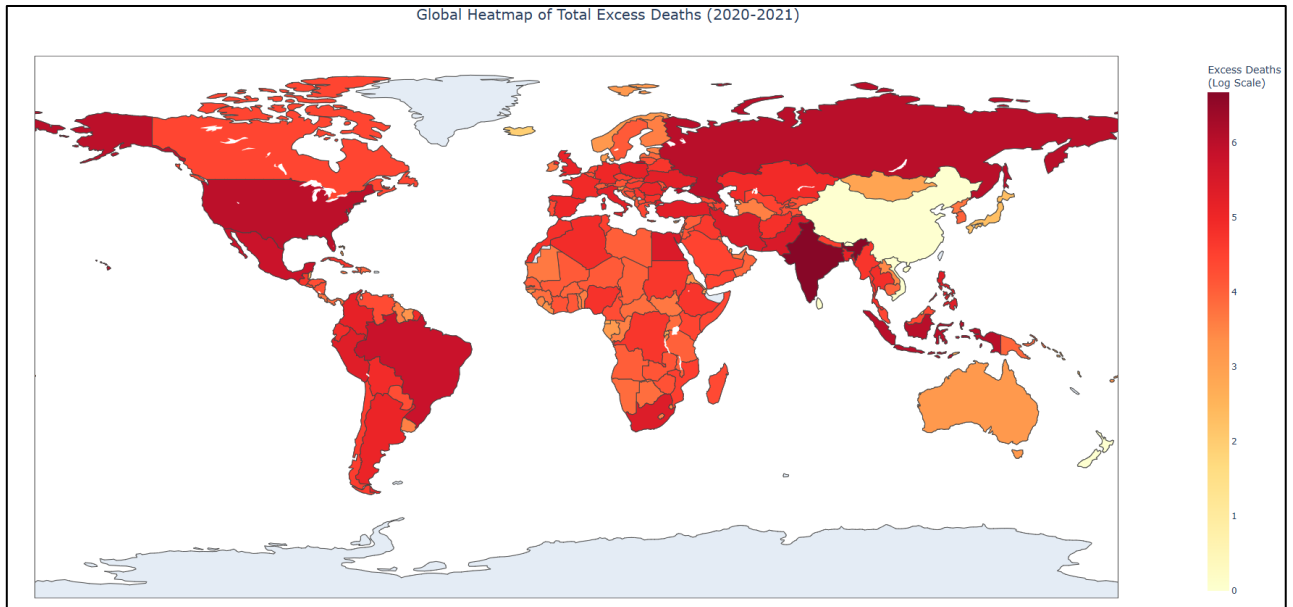 Global Heatmap of Total Excess Deaths (2020-2021)
Excess Deaths
(Log Scale)
6
5
4
3
2
1
0